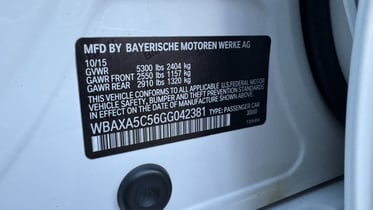 MFD BY BAYERISCHE MOTOREN WERKE AG
10/15
GVWR 5300 lbs 2404 kg
GAWR FRONT 2550 lbs 1157 kg
GAWR REAR 2910 lbs 1320 kg
THIS VEHICLE CONFORMS TO ALL APPLICABLE U.S. FEDERAL MOTOR
VEHICLE SAFETY, BUMPER, AND THEFT PREVENTION STANDARDS IN
EFFECT ON THE DATE OF MANUFACTURE SHOWN ABOVE.
WBAXA5C56GG042381 TYPE: PASSENGER CAR